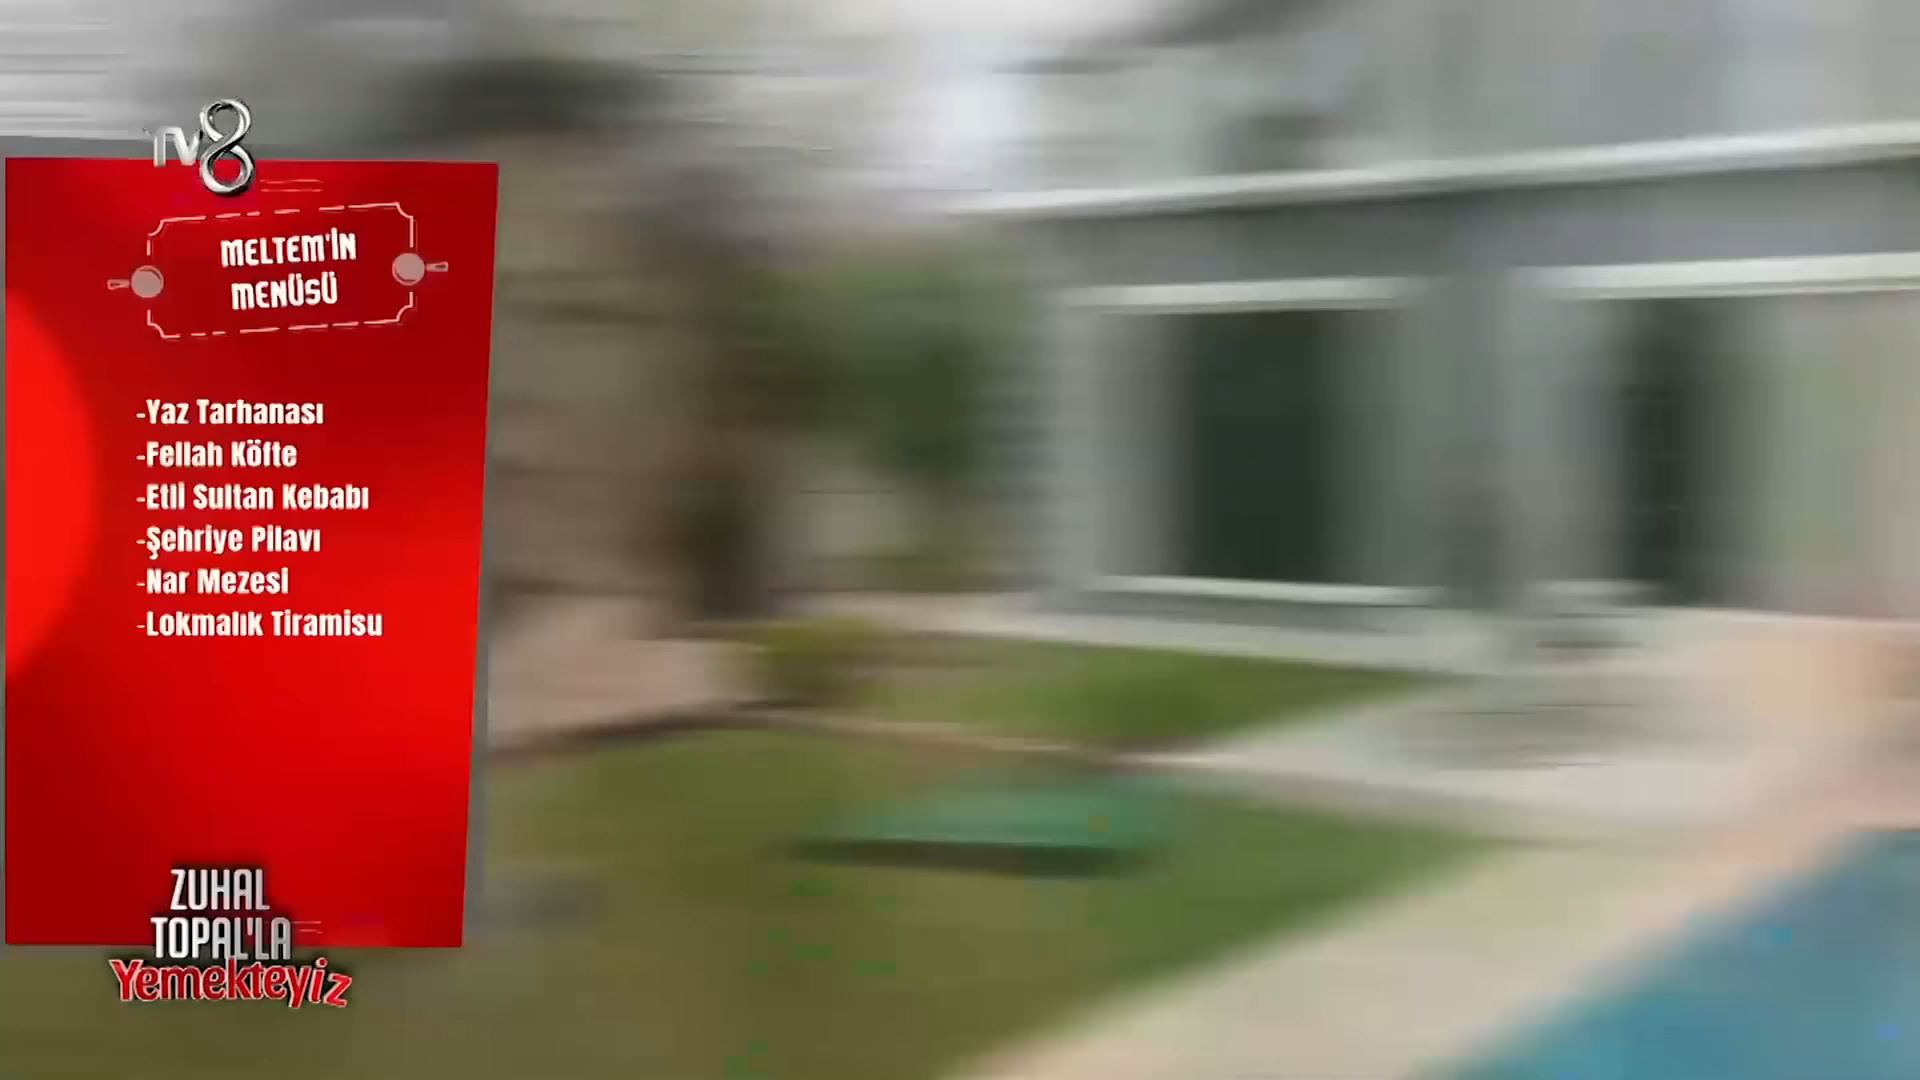 TV8
MELTEM'İN
MENÜSÜ
-Yaz Tarhanası
-Fellah Köfte
-Etli Sultan Kebabı
-Şehriye Pilavı
-Nar Mezesi
-Lokmalık Tiramisu
ZUHAL
TOPAL'LA
Yemekteyiz